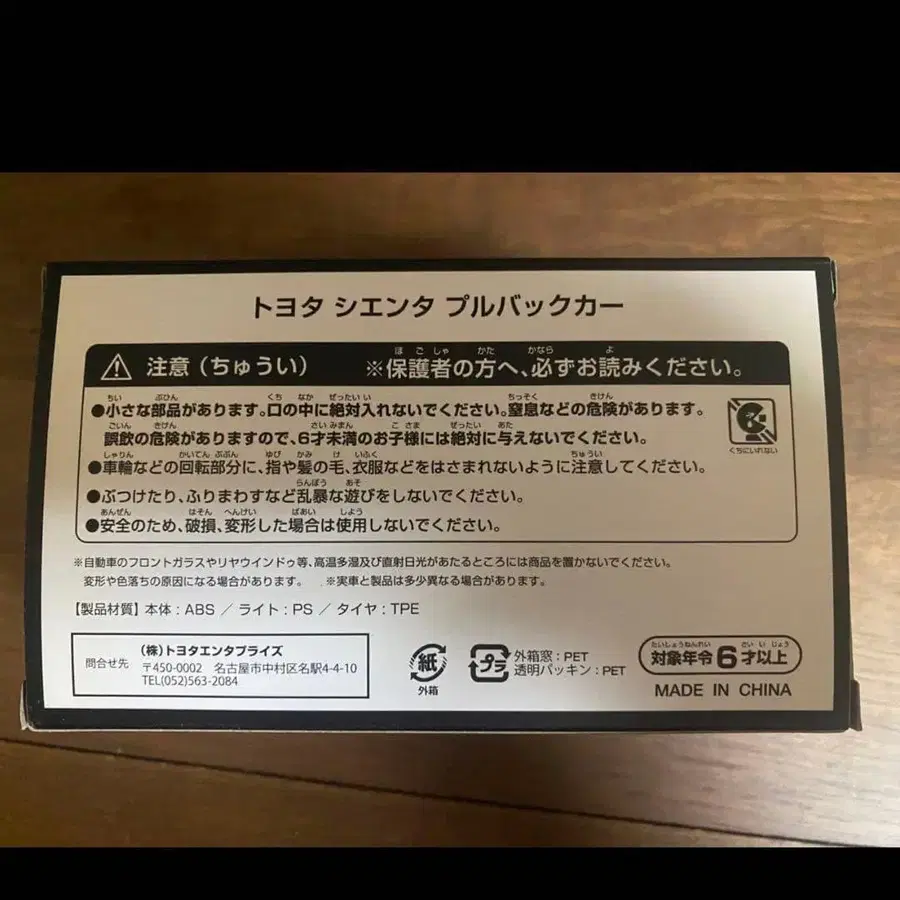 トヨタ シエンタ プルバックカー
注意(ちゅうい) ※保護者の方へ、必ずお読みください。
●小さな部品があります。口の中に絶対入れないでください。窒息などの危険があります。
誤飲の危険がありますので、6才未満のお子様には絶対に与えないでください。
くちにいれない
●車輪などの回転部分に、指や髪の毛、衣服などをはさまれないように注意してください。
●ぶつけたり、ふりまわすなど乱暴な遊びをしないでください。
●安全のため、破損、変形した場合は使用しないでください。
※自動車のフロントガラスやリヤウインドゥ等、高温多湿及び直射日光があたるところには商品を置かないでください。
変形や色落ちの原因になる場合があります。 ※実車と製品は多少異なる場合があります。
【製品材質】本体:ABS / ライト:PS / タイヤ:TPE
問合せ先
(株)トヨタエンタプライズ
〒450-0002 名古屋市中村区名駅4-4-10
TEL(052)563-2084
紙
外箱
プラ
外箱窓:PET
透明パッキン:PET
対象年令6才以上
MADE IN CHINA